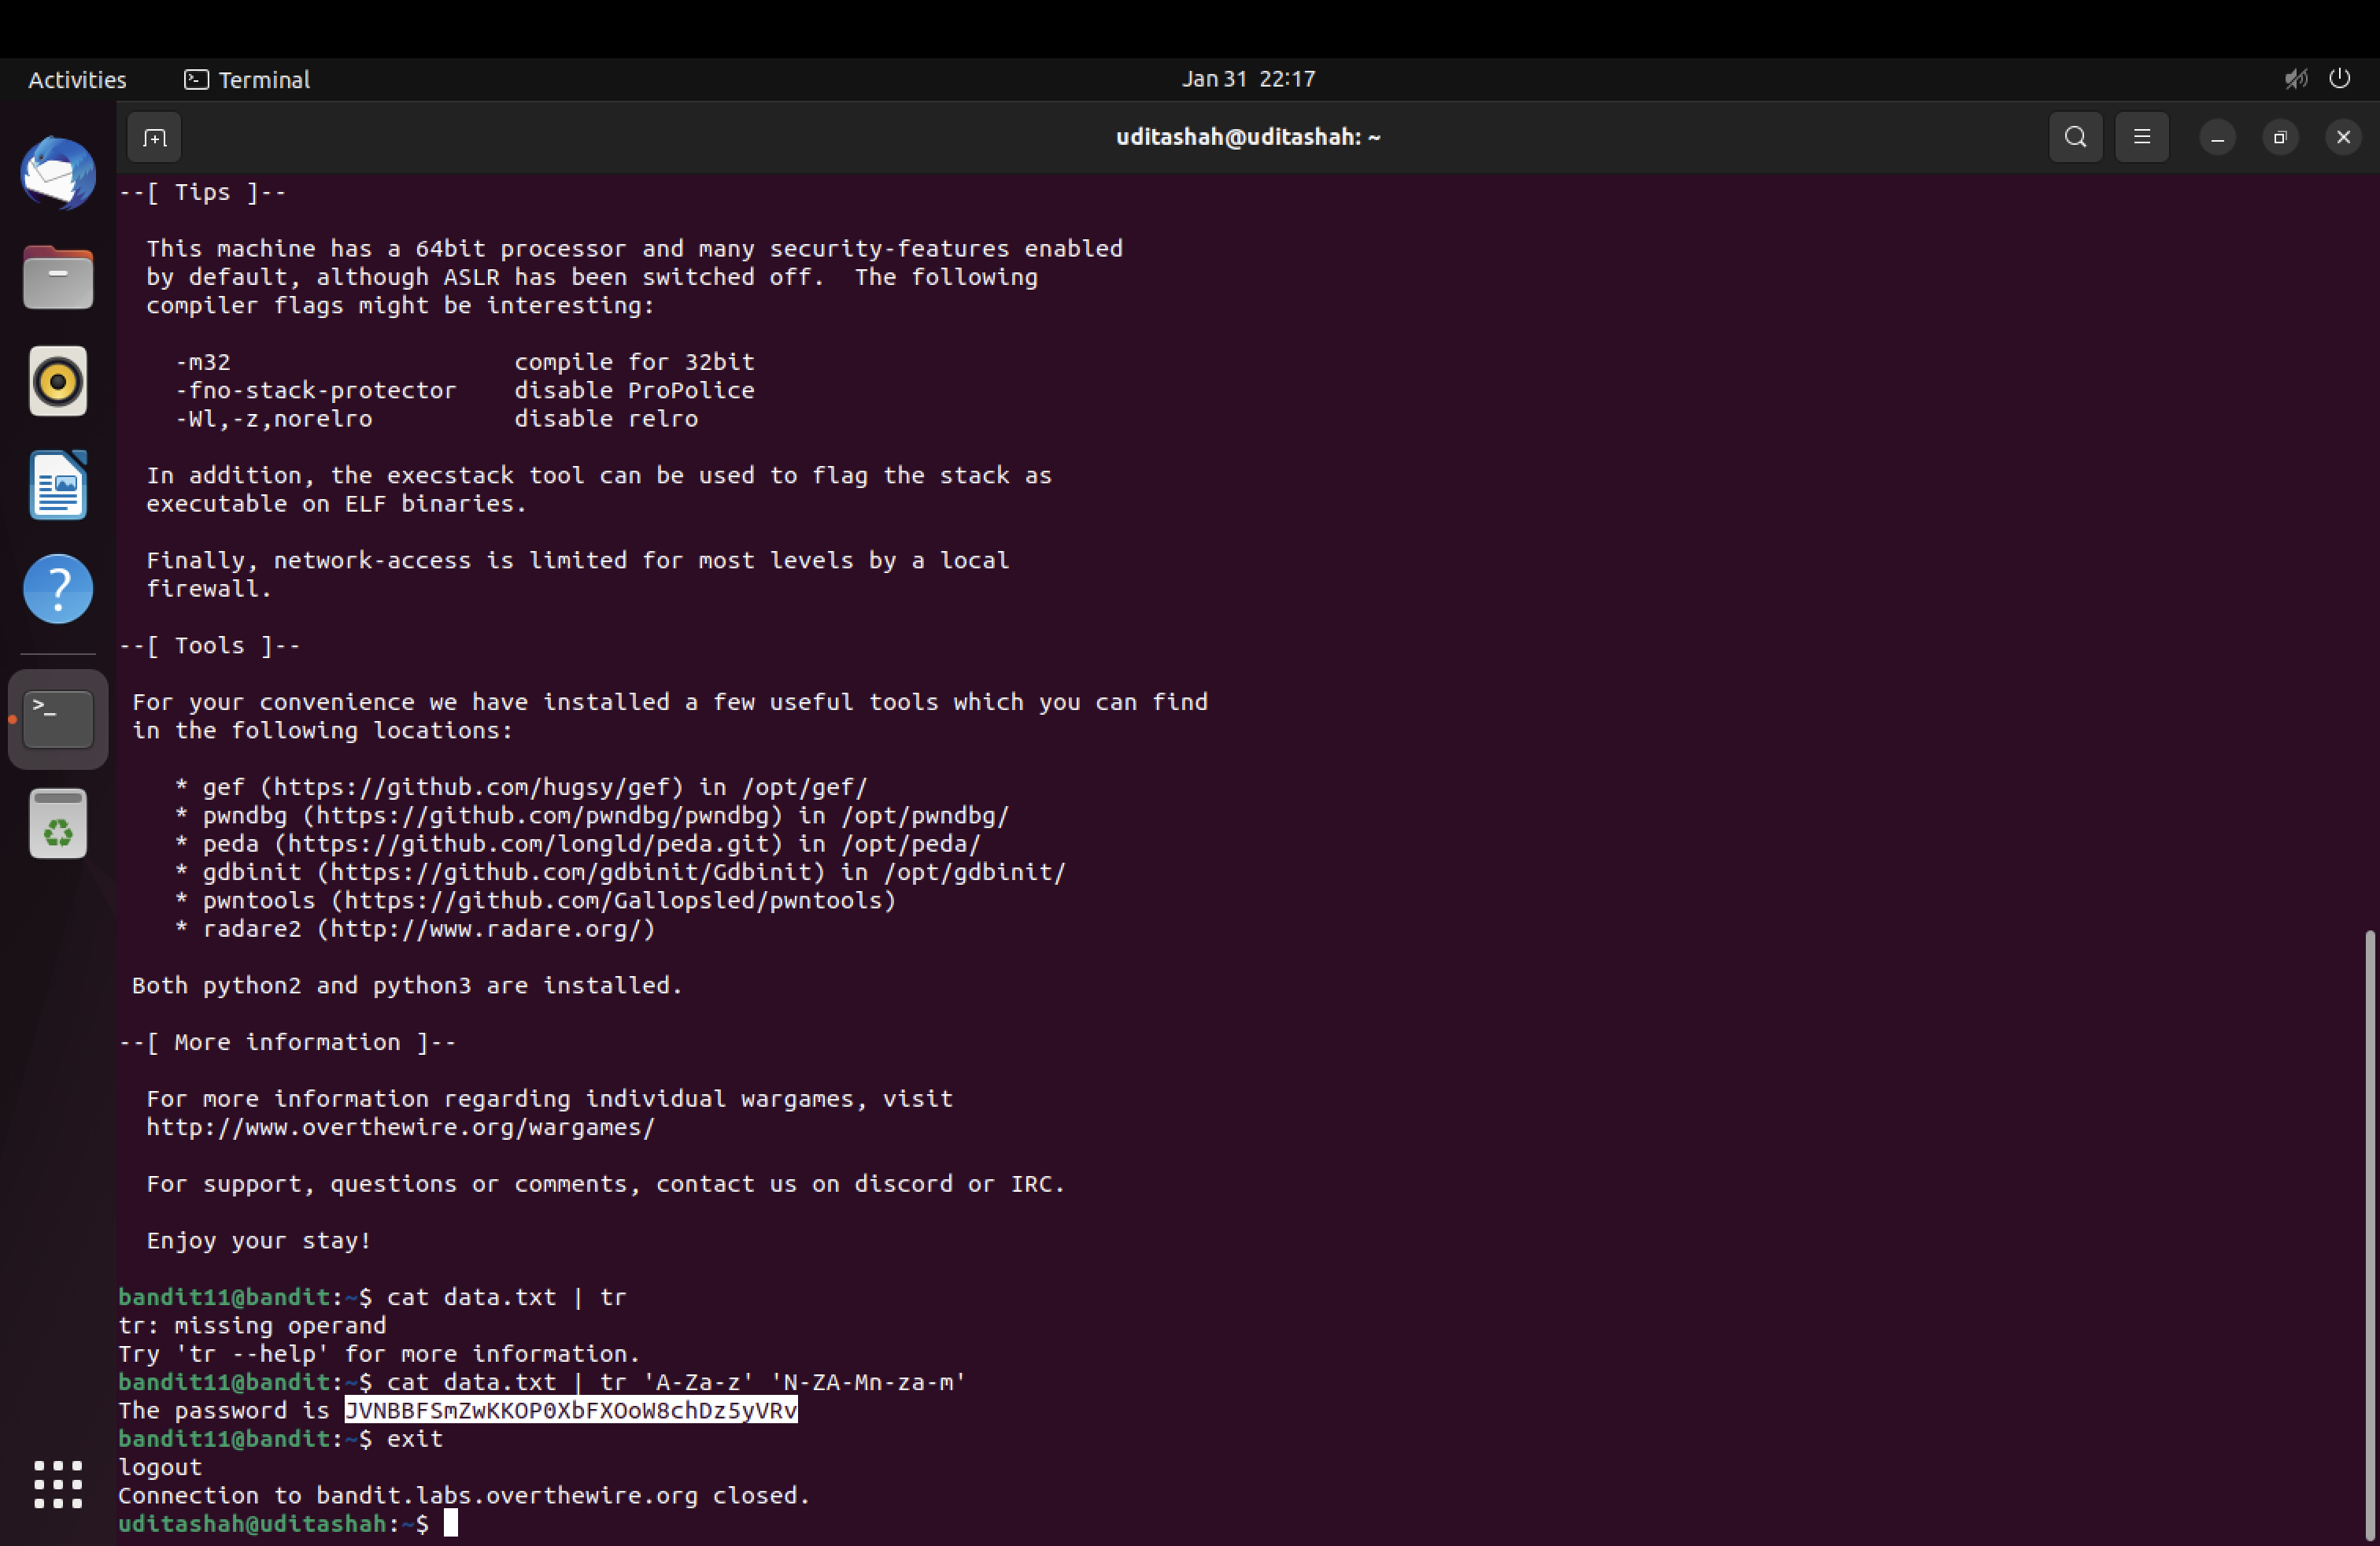 Activities
Terminal
Jan 31  22:17
uditashah@uditashah: ~
--[ Tips ]--
This machine has a 64bit processor and many security-features enabled
by default, although ASLR has been switched off.  The following
compiler flags might be interesting:
-m32                    compile for 32bit
-fno-stack-protector    disable ProPolice
-Wl,-z,norelro          disable relro
In addition, the execstack tool can be used to flag the stack as
executable on ELF binaries.
Finally, network-access is limited for most levels by a local
firewall.
--[ Tools ]--
For your convenience we have installed a few useful tools which you can find
in the following locations:
* gef (https://github.com/hugsy/gef) in /opt/gef/
* pwndbg (https://github.com/pwndbg/pwndbg) in /opt/pwndbg/
* peda (https://github.com/longld/peda.git) in /opt/peda/
* gdbinit (https://github.com/gdbinit/Gdbinit) in /opt/gdbinit/
* pwntools (https://github.com/Gallopsled/pwntools)
* radare2 (http://www.radare.org/)
Both python2 and python3 are installed.
--[ More information ]--
For more information regarding individual wargames, visit
http://www.overthewire.org/wargames/
For support, questions or comments, contact us on discord or IRC.
Enjoy your stay!
bandit11@bandit:~$ cat data.txt | tr
tr: missing operand
Try 'tr --help' for more information.
bandit11@bandit:~$ cat data.txt | tr 'A-Za-z' 'N-ZA-Mn-za-m'
The password is JVNBBFSmZwKKOP0XbFXOoW8chDz5yVRv
bandit11@bandit:~$ exit
logout
Connection to bandit.labs.overthewire.org closed.
uditashah@uditashah:~$